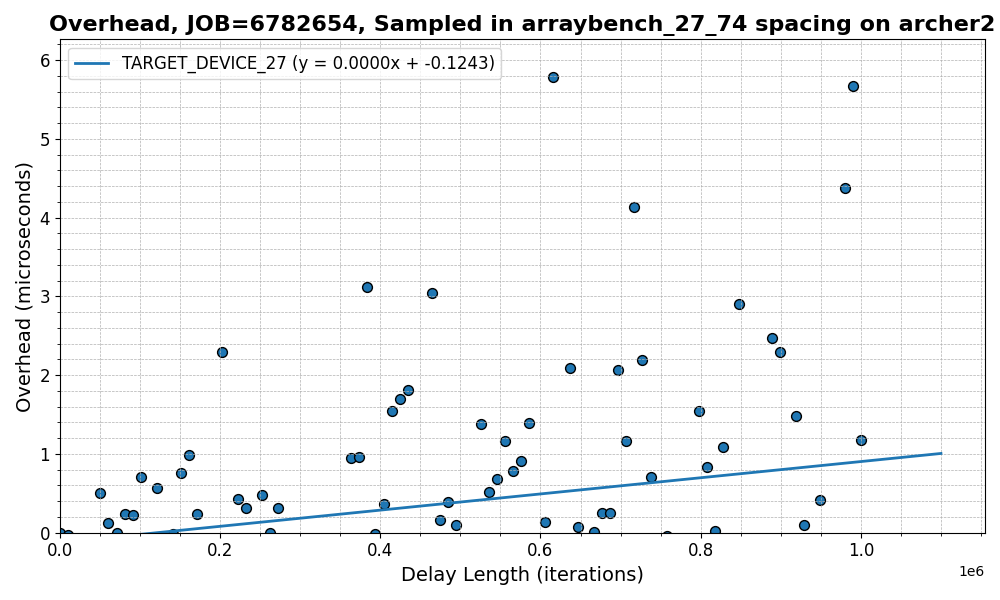 Overhead, JOB=6782654, Sampled in arraybench_27_74 spacing on archer2
TARGET_DEVICE_27 (y = 0.0000x + -0.1243)
Overhead (microseconds)
6
5
4
3
2
1
0
0.0 0.2 0.4 0.6 0.8 1.0
1e6
Delay Length (iterations)